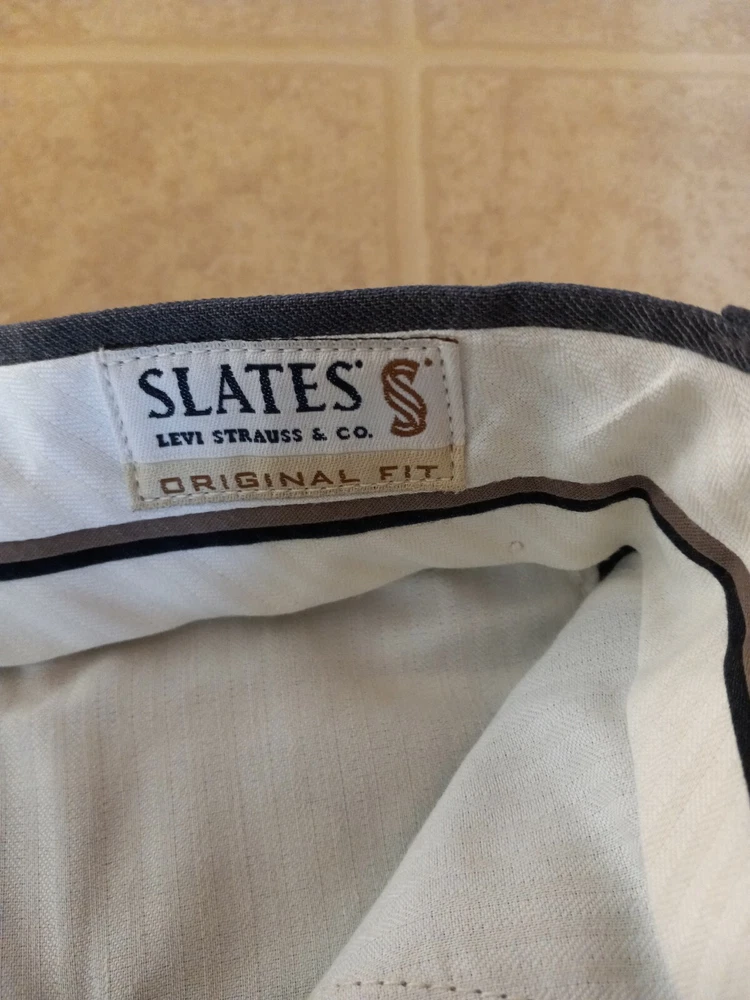 SLATES
LEVI STRAUSS & CO.
ORIGINAL FIT